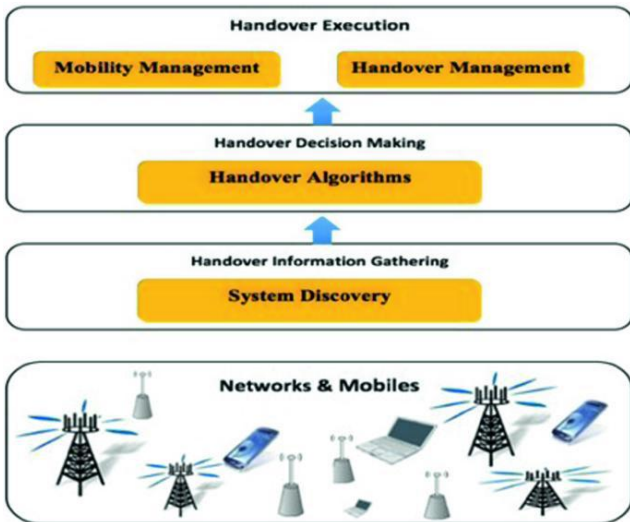 Handover Execution
Mobility Management
Handover Management
Handover Decision Making
Handover Algorithms
Handover Information Gathering
System Discovery
Networks & Mobiles